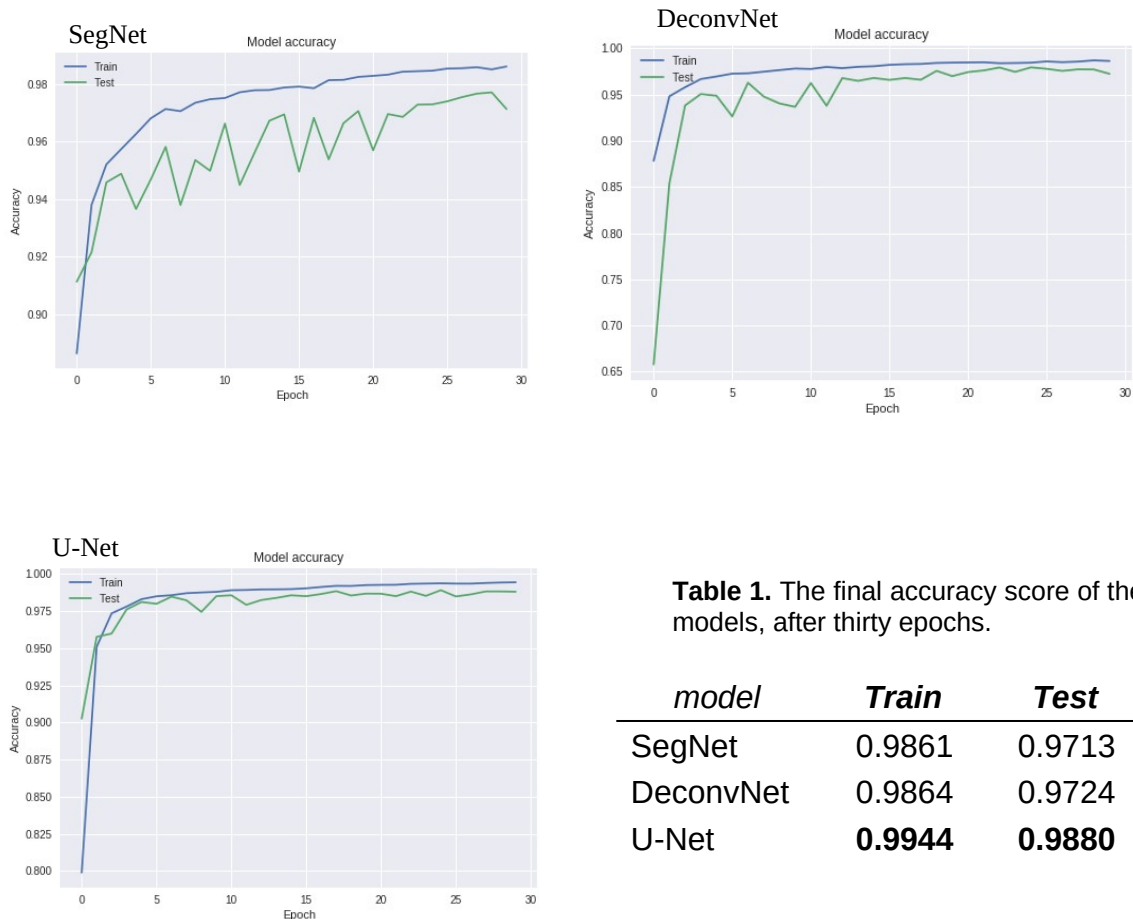 SegNet
Model accuracy
Train
Test
0.98
0.96
0.94
0.92
0.90
Accuracy
0 5 10 15 20 25 30
Epoch
DeconvNet
Model accuracy
Train
Test
1.00
0.95
0.90
0.85
0.80
0.75
0.70
0.65
Accuracy
0 5 10 15 20 25 30
Epoch
U-Net
Model accuracy
Train
Test
1.000
0.975
0.950
0.925
0.900
0.875
0.850
0.825
0.800
Accuracy
0 5 10 15 20 25 30
Epoch
Table 1. The final accuracy score of the
models, after thirty epochs.
model Train Test
SegNet 0.9861 0.9713
DeconvNet 0.9864 0.9724
U-Net 0.9944 0.9880